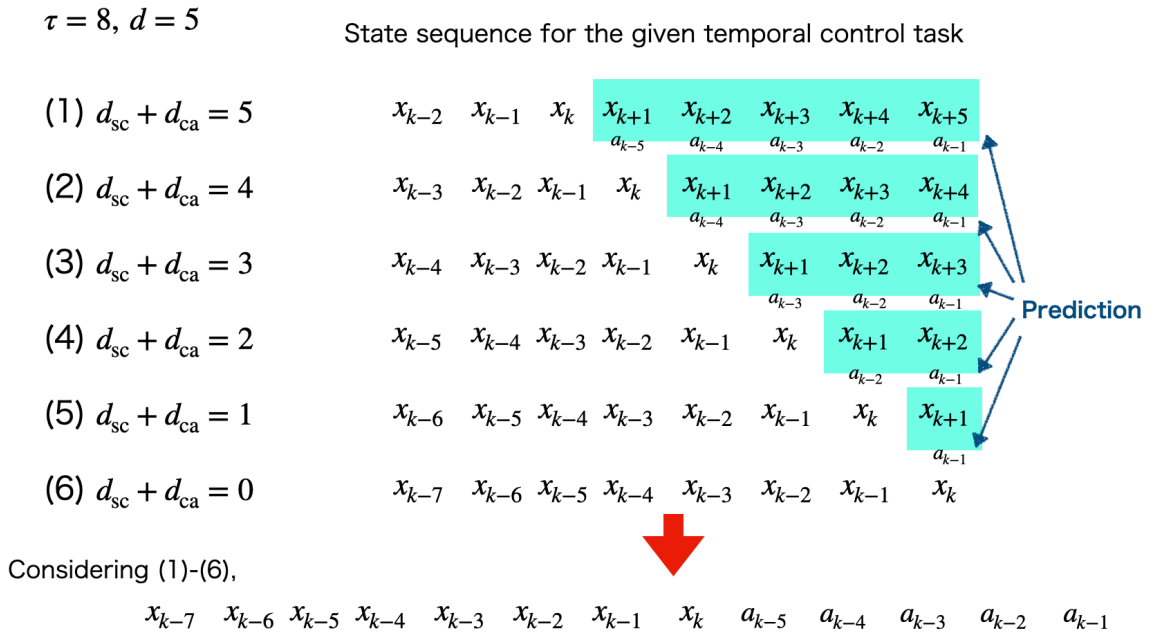 τ = 8, d = 5
State sequence for the given temporal control task
(1) d_sc + d_ca = 5 x_{k−2} x_{k−1} x_k x_{k+1} x_{k+2} x_{k+3} x_{k+4} x_{k+5}
a_{k−5} a_{k−4} a_{k−3} a_{k−2} a_{k−1}
(2) d_sc + d_ca = 4 x_{k−3} x_{k−2} x_{k−1} x_k x_{k+1} x_{k+2} x_{k+3} x_{k+4}
a_{k−4} a_{k−3} a_{k−2} a_{k−1}
(3) d_sc + d_ca = 3 x_{k−4} x_{k−3} x_{k−2} x_{k−1} x_k x_{k+1} x_{k+2} x_{k+3}
a_{k−3} a_{k−2} a_{k−1}
Prediction
(4) d_sc + d_ca = 2 x_{k−5} x_{k−4} x_{k−3} x_{k−2} x_{k−1} x_k x_{k+1} x_{k+2}
a_{k−2} a_{k−1}
(5) d_sc + d_ca = 1 x_{k−6} x_{k−5} x_{k−4} x_{k−3} x_{k−2} x_{k−1} x_k x_{k+1}
a_{k−1}
(6) d_sc + d_ca = 0 x_{k−7} x_{k−6} x_{k−5} x_{k−4} x_{k−3} x_{k−2} x_{k−1} x_k
Considering (1)-(6),
x_{k−7} x_{k−6} x_{k−5} x_{k−4} x_{k−3} x_{k−2} x_{k−1} x_k a_{k−5} a_{k−4} a_{k−3} a_{k−2} a_{k−1}